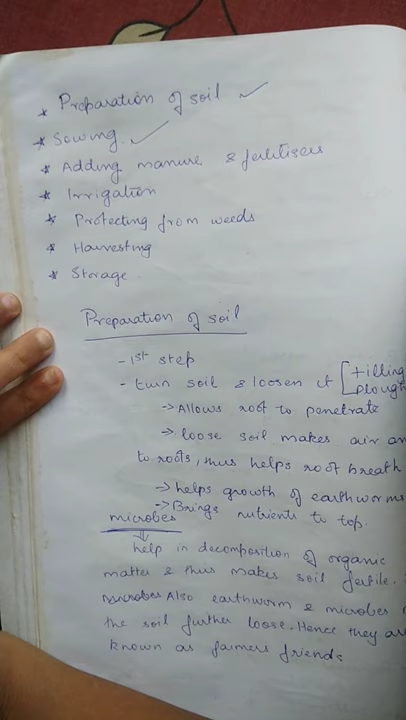 * Preparation of soil ✓
* Sowing. ✓
* Adding manure & fertilisers
* Irrigation
* Protecting from weeds
* Harvesting
* Storage.
Preparation of soil
- 1st step
- turn soil & loosen it [tilling
plough
→ Allows root to penetrate
→ loose soil makes air
to roots, thus helps root breath
→ helps growth of earthworms
→ Brings nutrients to top.
microbes
⇓
help in decomposition of organic
matter & thus makes soil fertile.
Also earthworm & microbes
the soil further loose. Hence they
known as farmers friends